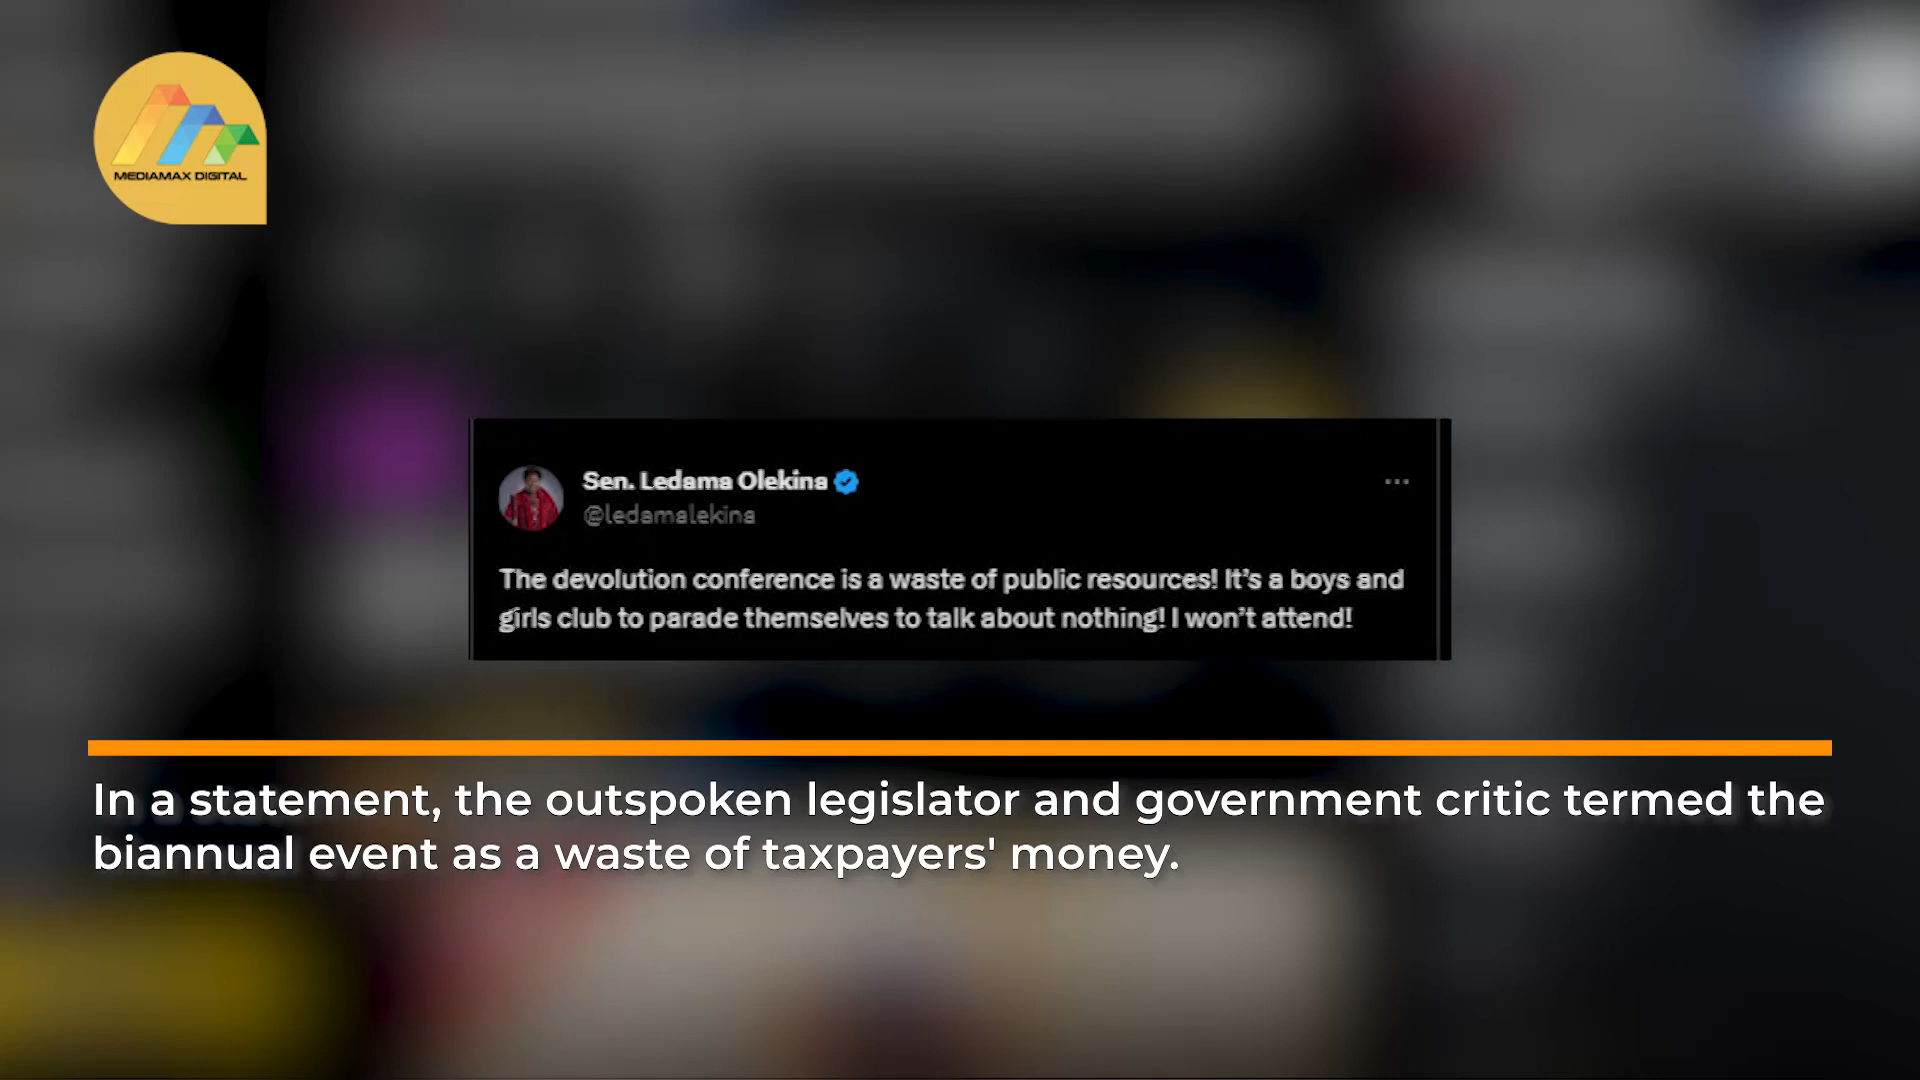 MEDIAMAX DIGITAL
Sen. Ledama Olekina
@ledamalekina
The devolution conference is a waste of public resources! It’s a boys and
girls club to parade themselves to talk about nothing! I won’t attend!
In a statement, the outspoken legislator and government critic termed the
biannual event as a waste of taxpayers' money.